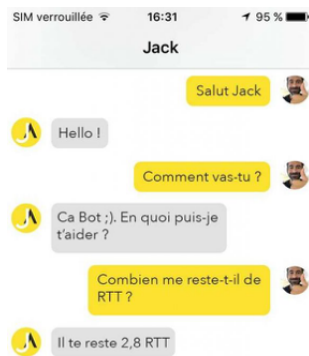 SIM verrouillée 16:31 95 %
Jack
Salut Jack
Hello !
Comment vas-tu ?
Ca Bot ;). En quoi puis-je
t'aider ?
Combien me reste-t-il de
RTT ?
Il te reste 2,8 RTT